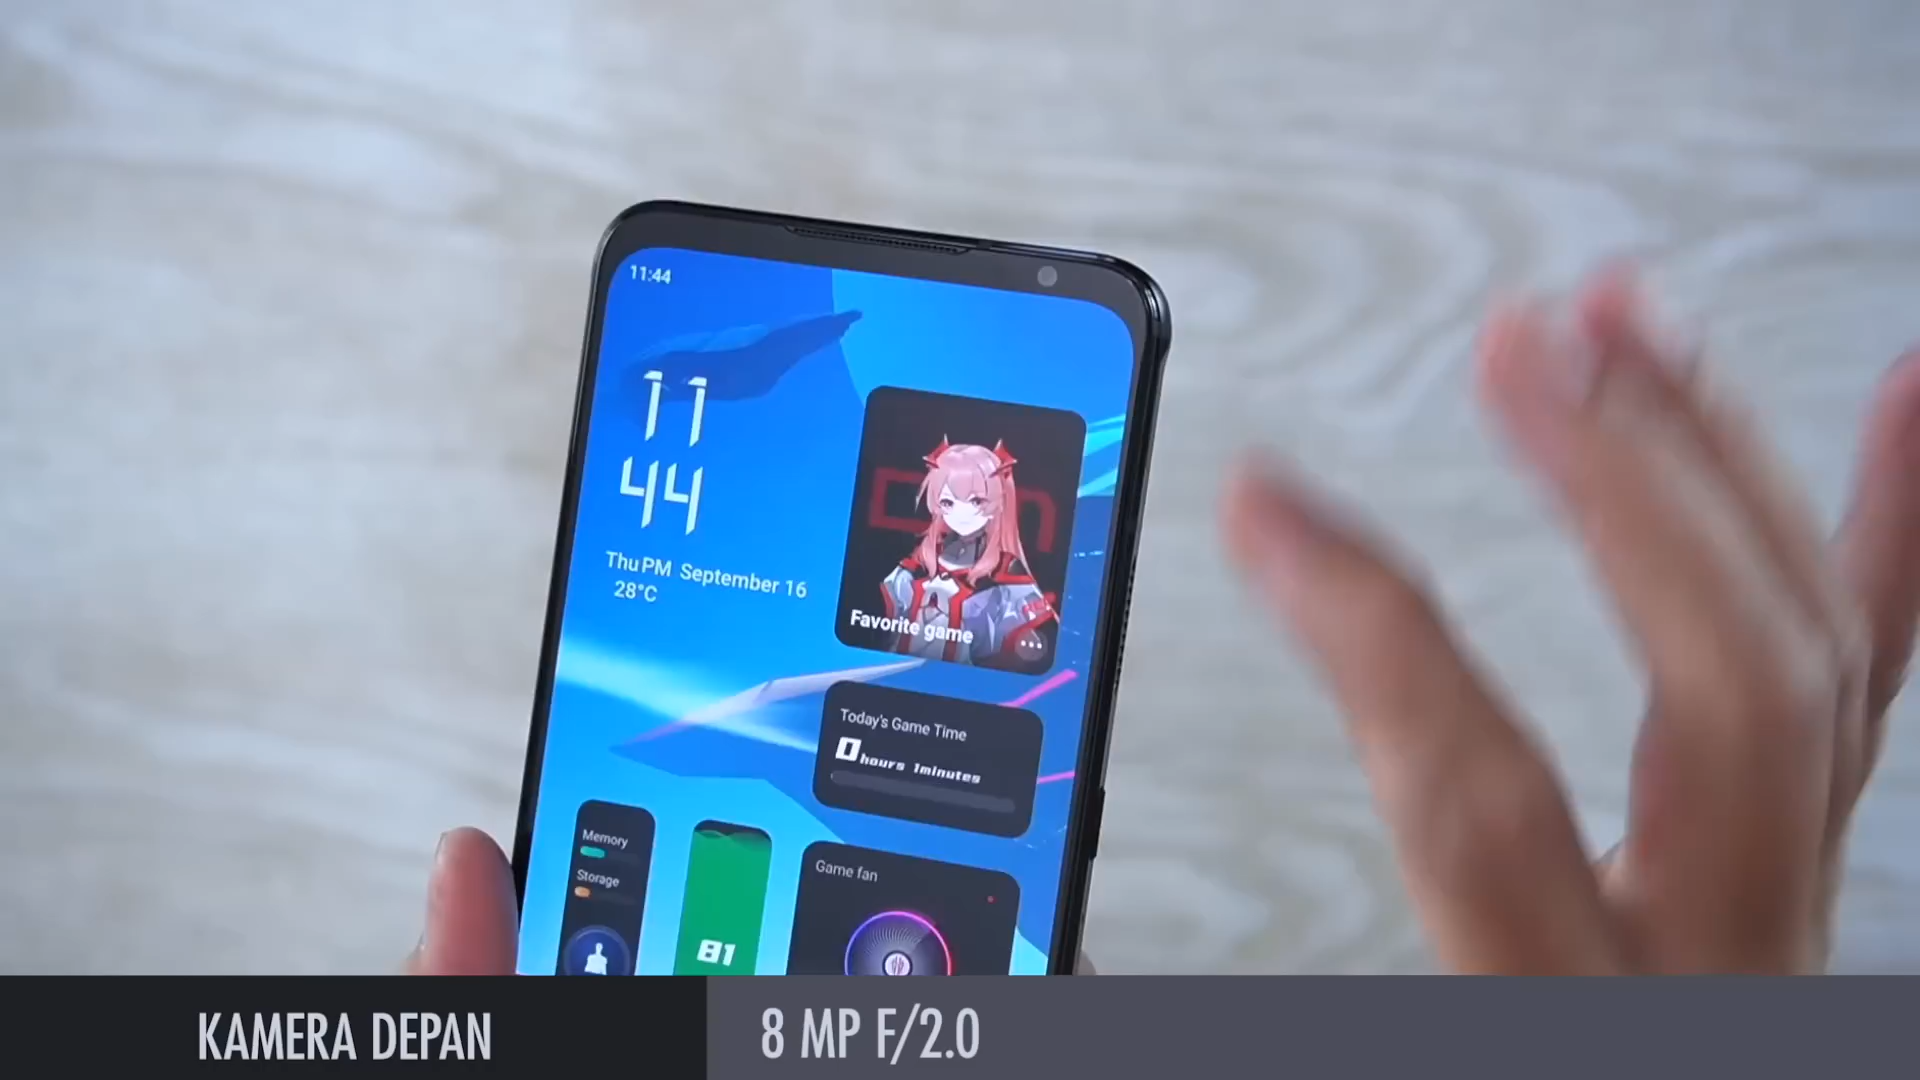 11:44
11
44
Thu PM September 16
28°C
Favorite game
Today's Game Time
0 hours 1minutes
Memory
Storage
81
Game fan
KAMERA DEPAN
8 MP F/2.0